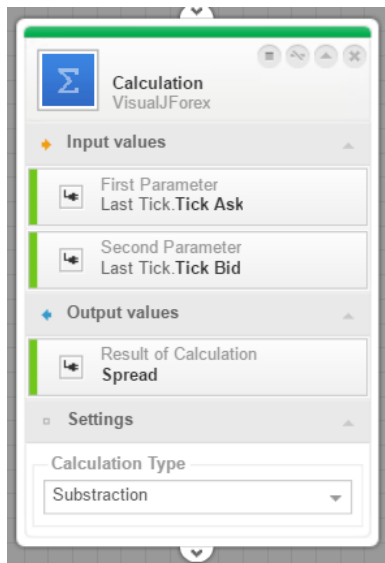 Calculation
VisualJForex
Input values
First Parameter
Last Tick.Tick Ask
Second Parameter
Last Tick.Tick Bid
Output values
Result of Calculation
Spread
Settings
Calculation Type
Substraction